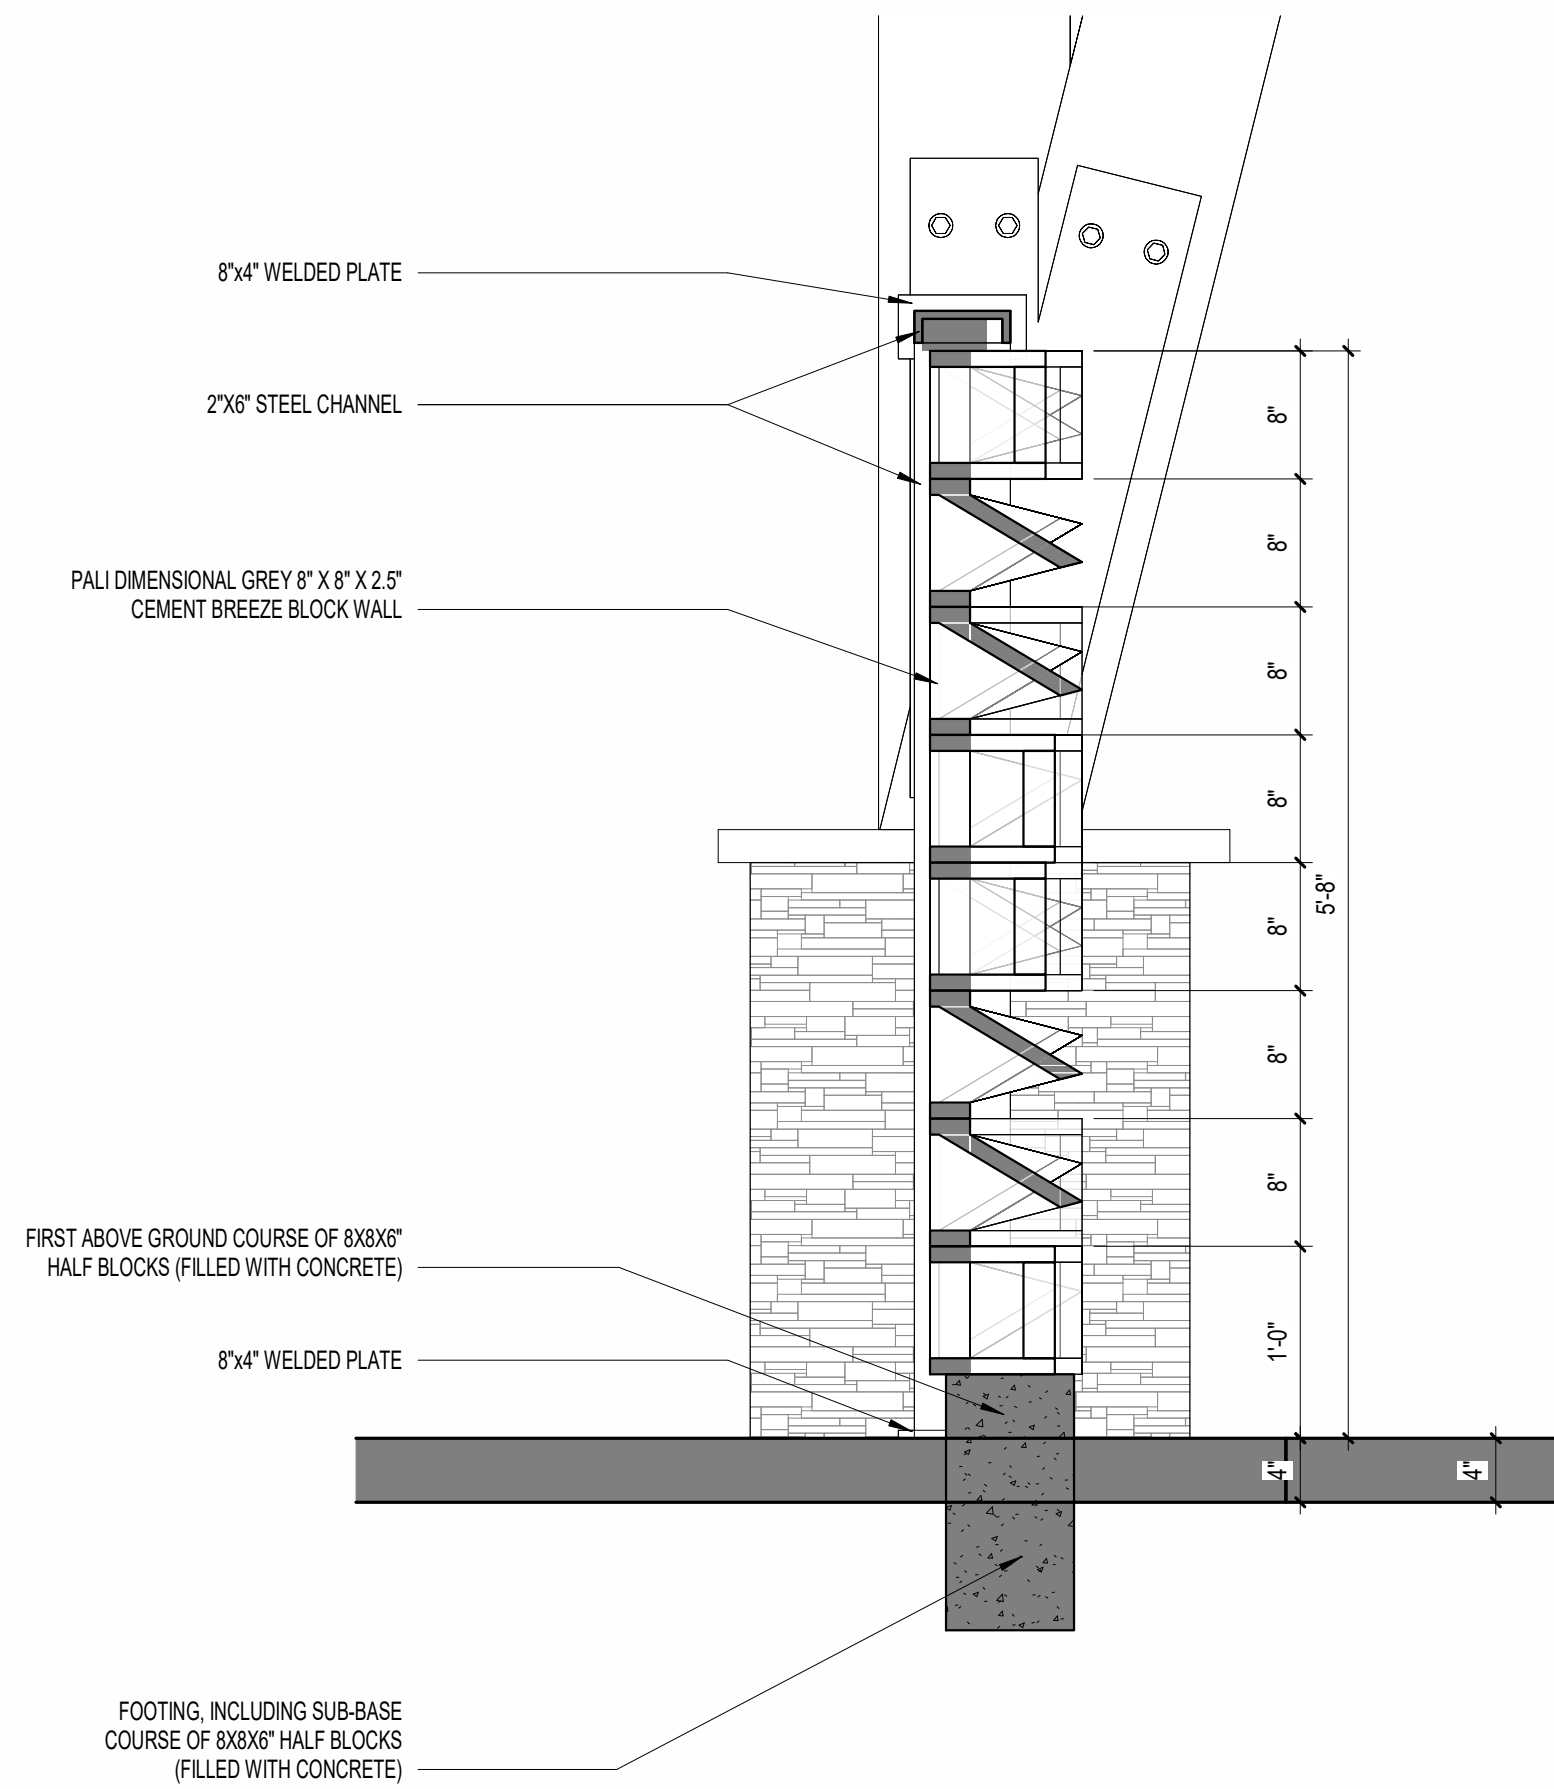 8"x4" WELDED PLATE
2"X6" STEEL CHANNEL
8"
8"
PALI DIMENSIONAL GREY 8" X 8" X 2.5"
CEMENT BREEZE BLOCK WALL
8"
8"
5'-8"
8"
8"
8"
FIRST ABOVE GROUND COURSE OF 8X8X6"
HALF BLOCKS (FILLED WITH CONCRETE)
1'-0"
8"x4" WELDED PLATE
4"
4"
FOOTING, INCLUDING SUB-BASE
COURSE OF 8X8X6" HALF BLOCKS
(FILLED WITH CONCRETE)